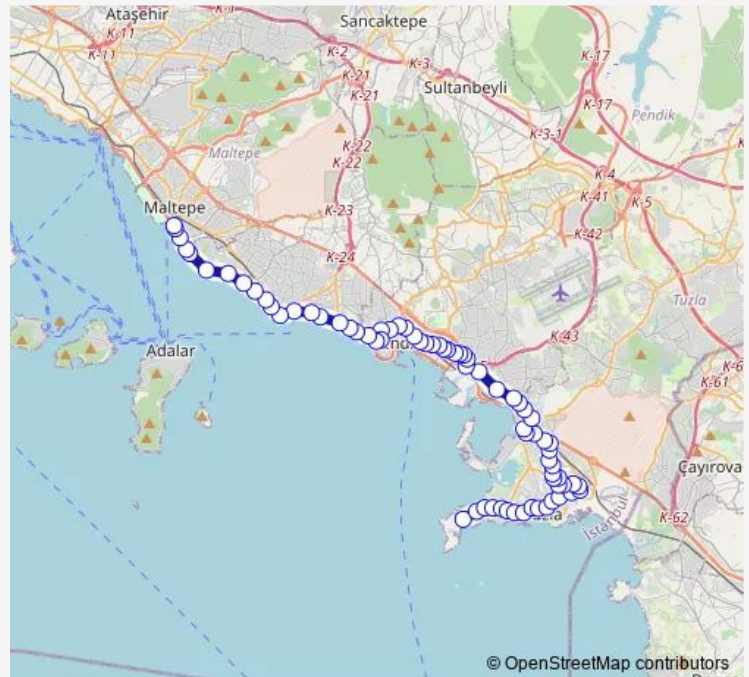 Ataşehir
K-1
K-11
K-11
Sancaktepe
K-2
K-3
K-21
K-21
Sultanbeyli
K-17
K-17
Pendik
K-3-1
K-22
K-22
Maltepe
K-4
K-41
K-5
Maltepe
K-23
K-42
K-24
Tuzla
K-43
Adalar
K-61
Çayırova
K-62
İstanbul
© OpenStreetMap contributors